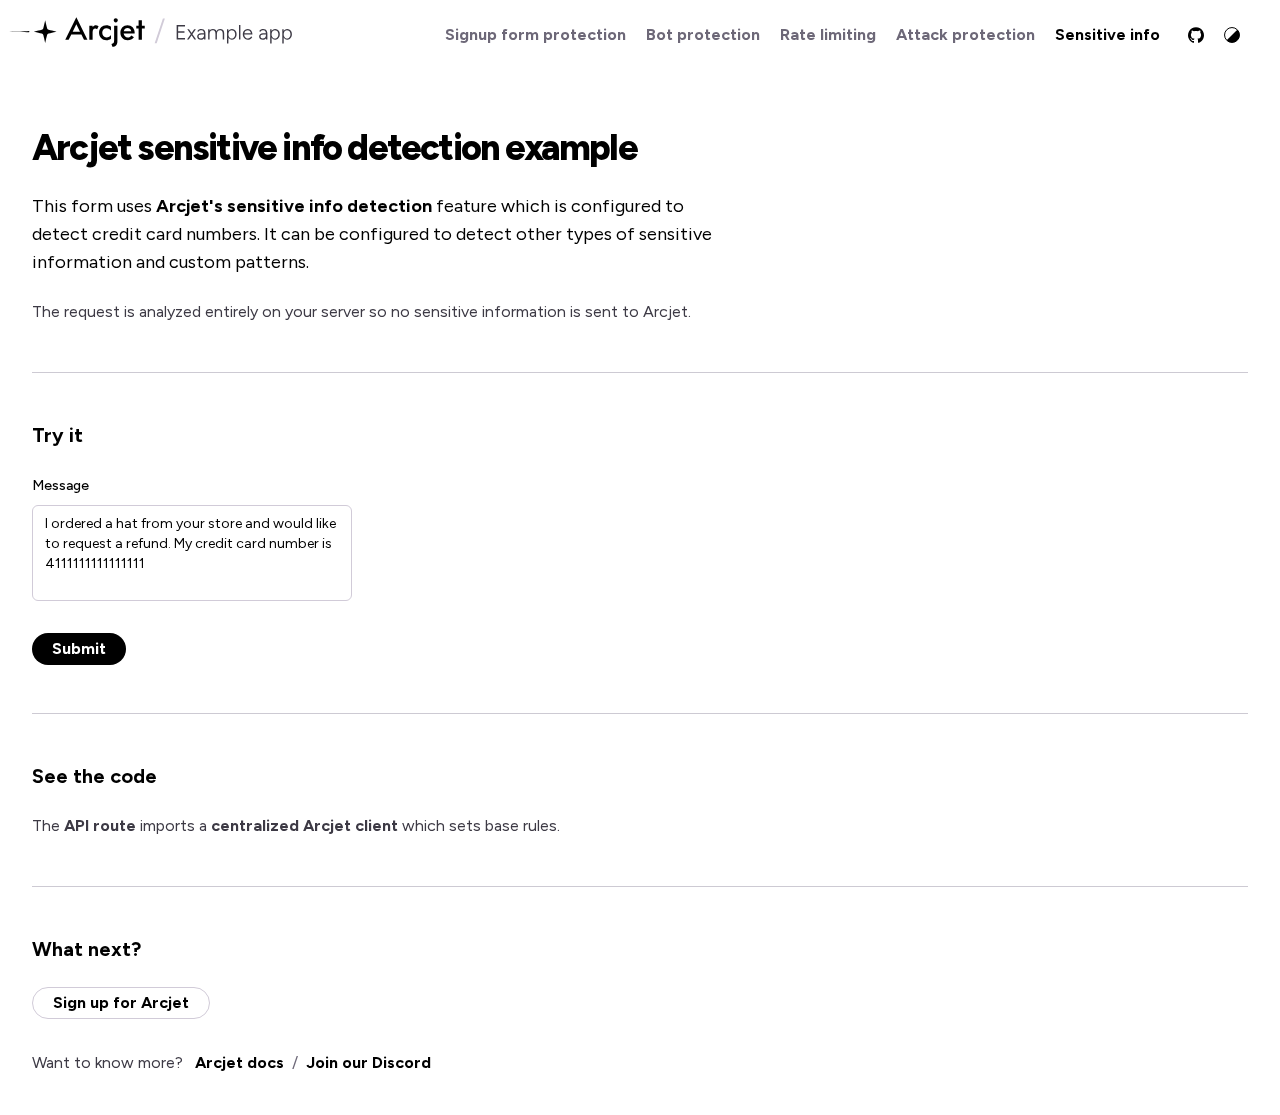 Arcjet / Example app
Signup form protection
Bot protection
Rate limiting
Attack protection
Sensitive info
Arcjet sensitive info detection example
This form uses Arcjet's sensitive info detection feature which is configured to
detect credit card numbers. It can be configured to detect other types of sensitive
information and custom patterns.
The request is analyzed entirely on your server so no sensitive information is sent to Arcjet.
Try it
Message
I ordered a hat from your store and would like
to request a refund. My credit card number is
4111111111111111
Submit
See the code
The API route imports a centralized Arcjet client which sets base rules.
What next?
Sign up for Arcjet
Want to know more? Arcjet docs / Join our Discord